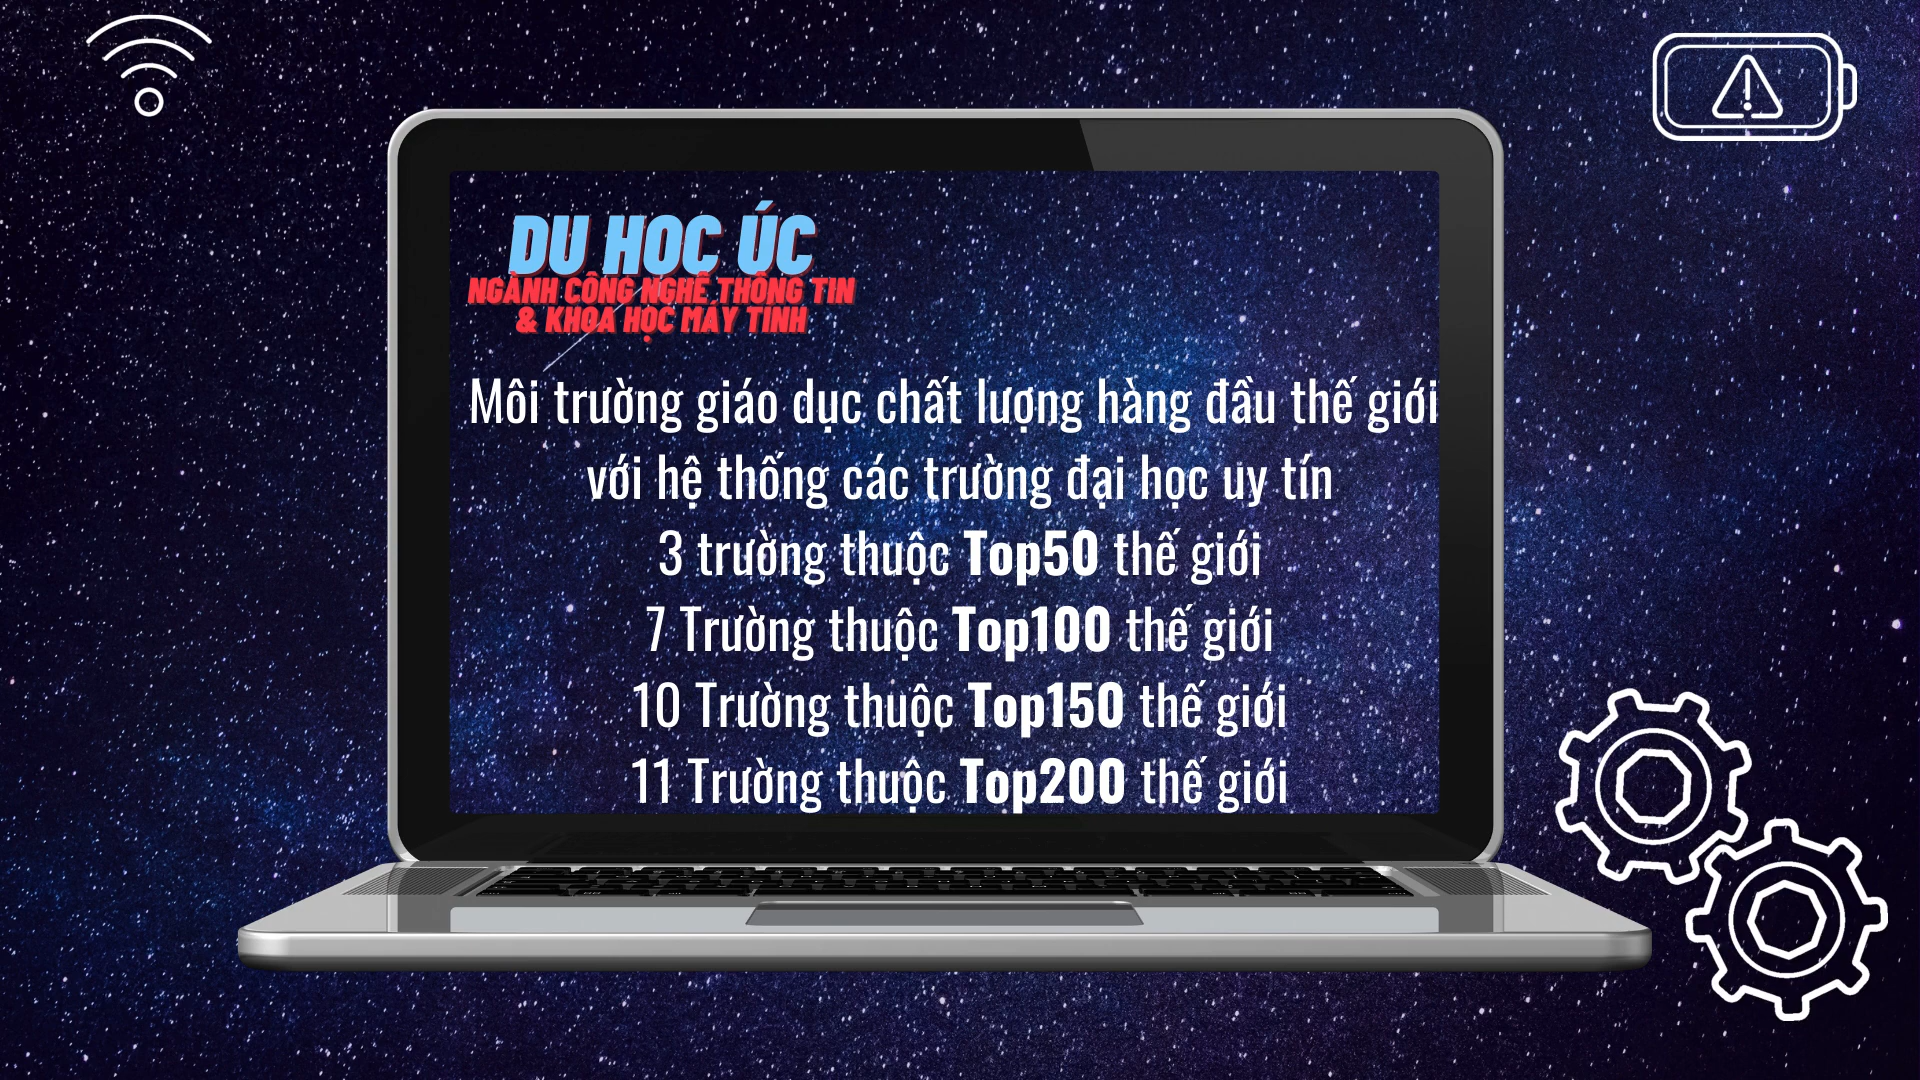 DU HỌC ÚC
NGÀNH CÔNG NGHỆ THÔNG TIN
& KHOA HỌC MÁY TÍNH
Môi trường giáo dục chất lượng hàng đầu thế giới
với hệ thống các trường đại học uy tín
3 trường thuộc Top50 thế giới
7 Trường thuộc Top100 thế giới
10 Trường thuộc Top150 thế giới
11 Trường thuộc Top200 thế giới